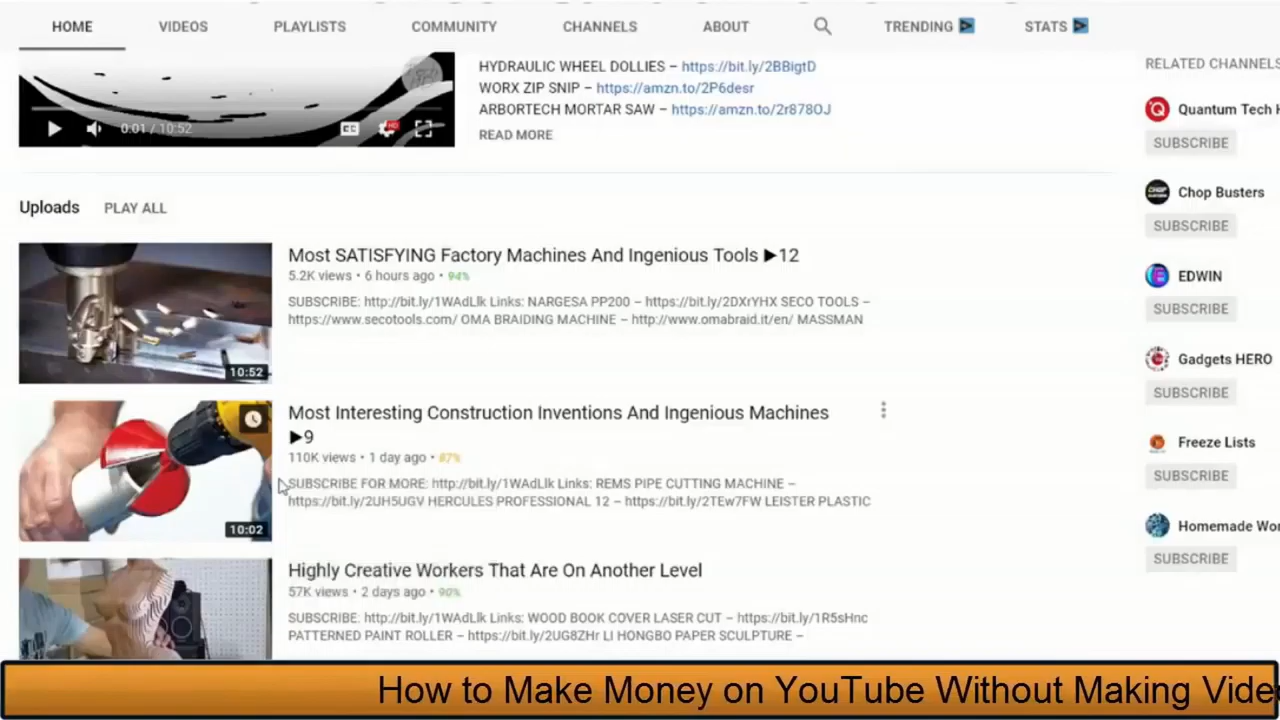 HOME VIDEOS PLAYLISTS COMMUNITY CHANNELS ABOUT TRENDING STATS
HYDRAULIC WHEEL DOLLIES – https://bit.ly/2BBigtD
WORX ZIP SNIP – https://amzn.to/2P6desr
ARBORTECH MORTAR SAW – https://amzn.to/2r878OJ
READ MORE
0:01 / 10:52 CC HD
Uploads PLAY ALL
Most SATISFYING Factory Machines And Ingenious Tools ▶12
5.2K views • 6 hours ago • 94%
SUBSCRIBE: http://bit.ly/1WAdLlk Links: NARGESA PP200 – https://bit.ly/2DXrYHX SECO TOOLS –
https://www.secotools.com/ OMA BRAIDING MACHINE – http://www.omabraid.it/en/ MASSMAN
10:52
Most Interesting Construction Inventions And Ingenious Machines
▶9
110K views • 1 day ago • 87%
SUBSCRIBE FOR MORE: http://bit.ly/1WAdLlk Links: REMS PIPE CUTTING MACHINE –
https://bit.ly/2UH5UGV HERCULES PROFESSIONAL 12 – https://bit.ly/2TEw7FW LEISTER PLASTIC
10:02
Highly Creative Workers That Are On Another Level
57K views • 2 days ago • 90%
SUBSCRIBE: http://bit.ly/1WAdLlk Links: WOOD BOOK COVER LASER CUT – https://bit.ly/1R5sHnc
PATTERNED PAINT ROLLER – https://bit.ly/2UG8ZHr LI HONGBO PAPER SCULPTURE –
RELATED CHANNELS
Quantum Tech
SUBSCRIBE
Chop Busters
SUBSCRIBE
EDWIN
SUBSCRIBE
Gadgets HERO
SUBSCRIBE
Freeze Lists
SUBSCRIBE
Homemade Wor
SUBSCRIBE
How to Make Money on YouTube Without Making Vide